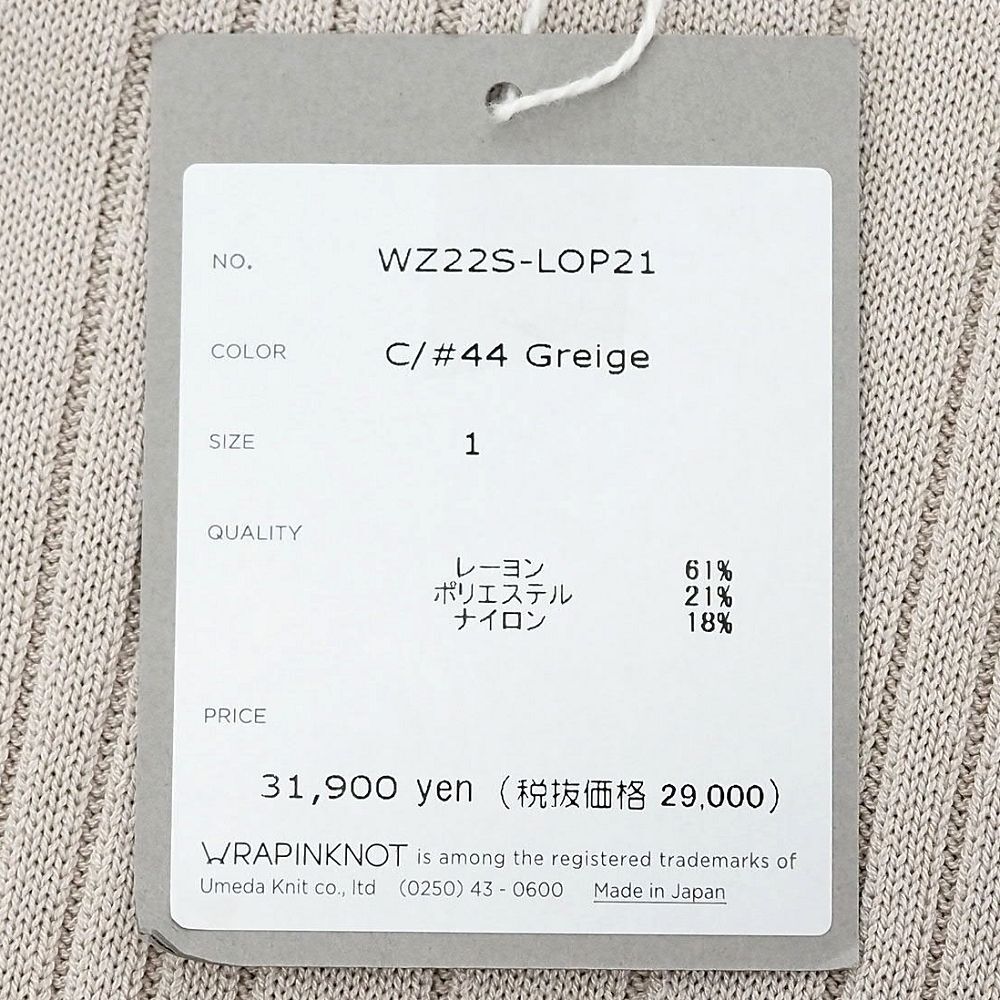 NO. WZ22S-LOP21
COLOR C/#44 Greige
SIZE 1
QUALITY
レーヨン 61%
ポリエステル 21%
ナイロン 18%
PRICE
31,900 yen (税抜価格 29,000)
WRAPINKNOT is among the registered trademarks of
Umeda Knit co., ltd (0250) 43 - 0600 Made in Japan